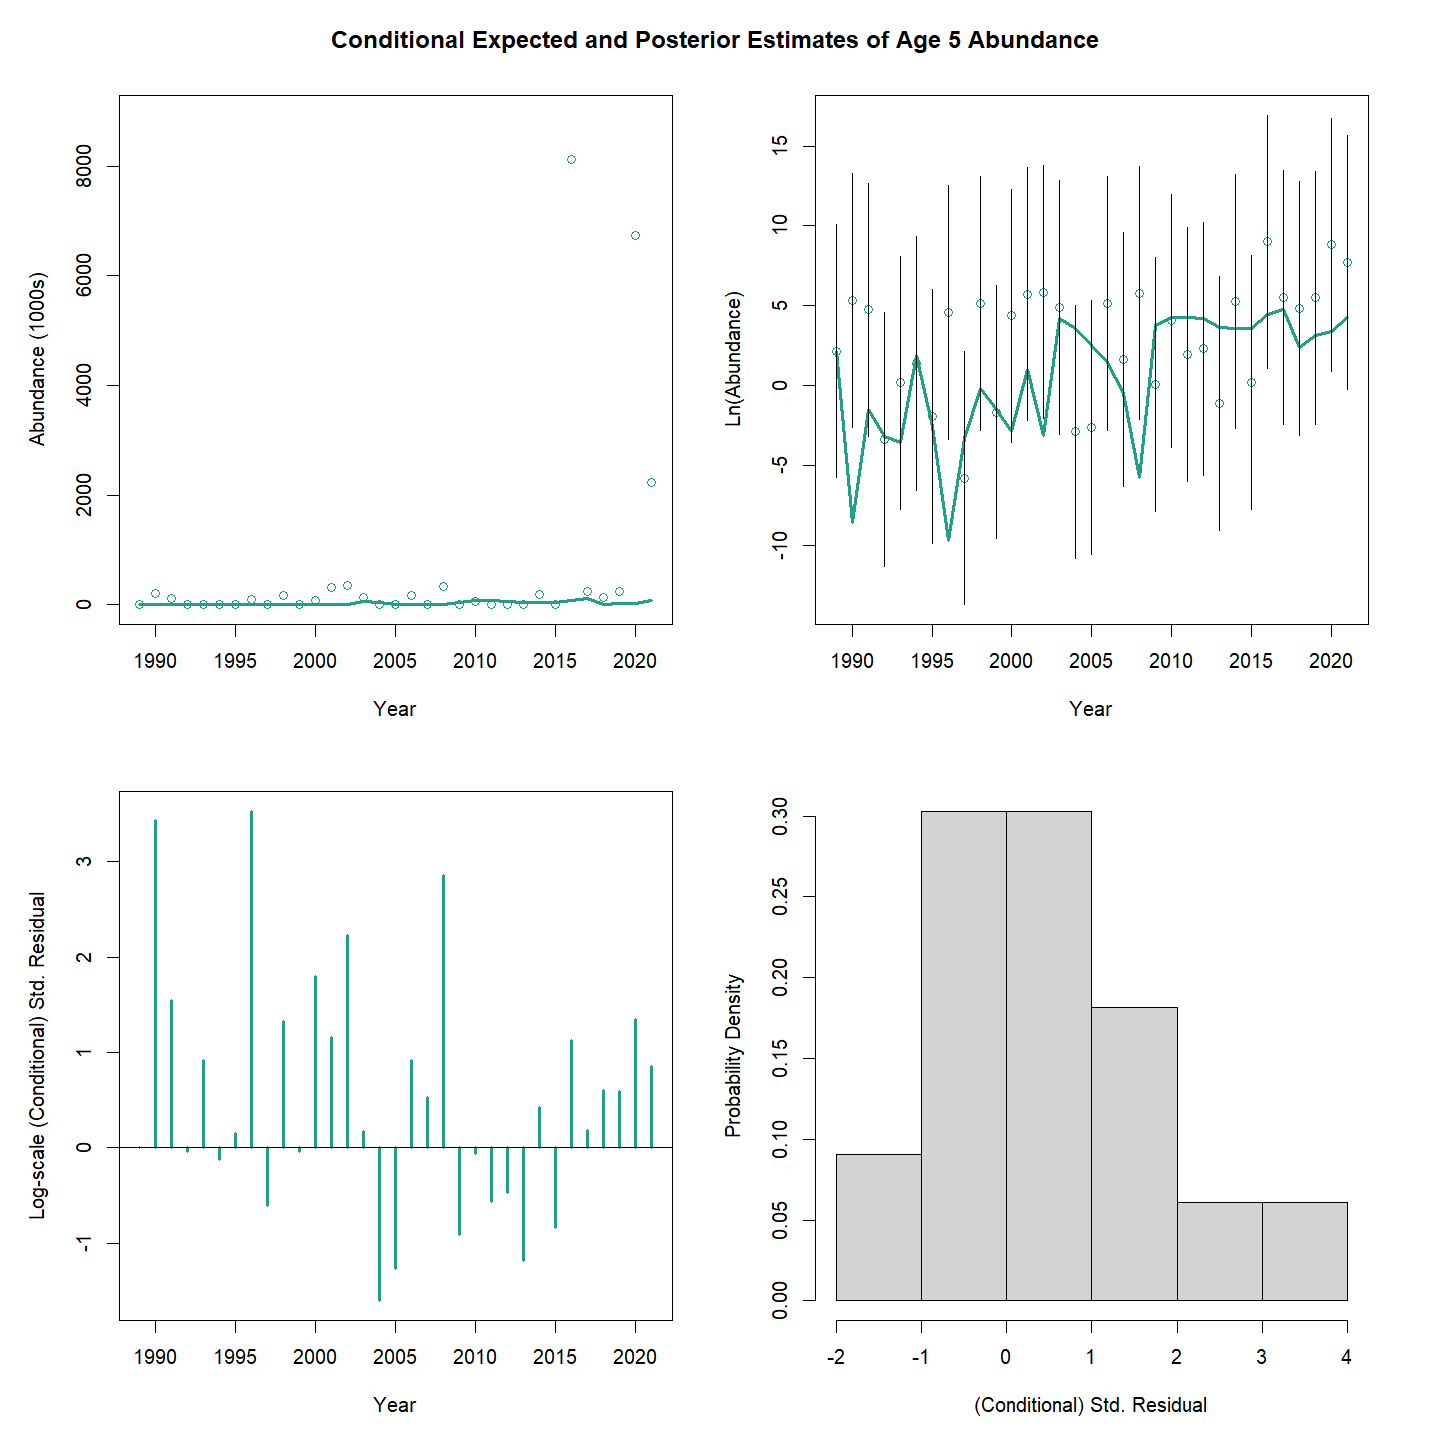 Conditional Expected and Posterior Estimates of Age 5 Abundance
Abundance (1000s)
8000
6000
4000
2000
0
1990 1995 2000 2005 2010 2015 2020
Year
Ln(Abundance)
15
10
5
0
-5
-10
1990 1995 2000 2005 2010 2015 2020
Year
Log-scale (Conditional) Std. Residual
3
2
1
0
-1
1990 1995 2000 2005 2010 2015 2020
Year
Probability Density
0.30
0.25
0.20
0.15
0.10
0.05
0.00
-2 -1 0 1 2 3 4
(Conditional) Std. Residual